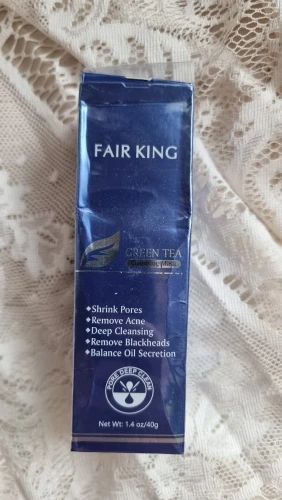 FAIR KING
GREEN TEA
◆Shrink Pores
◆Remove Acne
◆Deep Cleansing
◆Remove Blackheads
◆Balance Oil Secretion
PORE DEEP CLEAN
Net Wt: 1.4 oz/40g